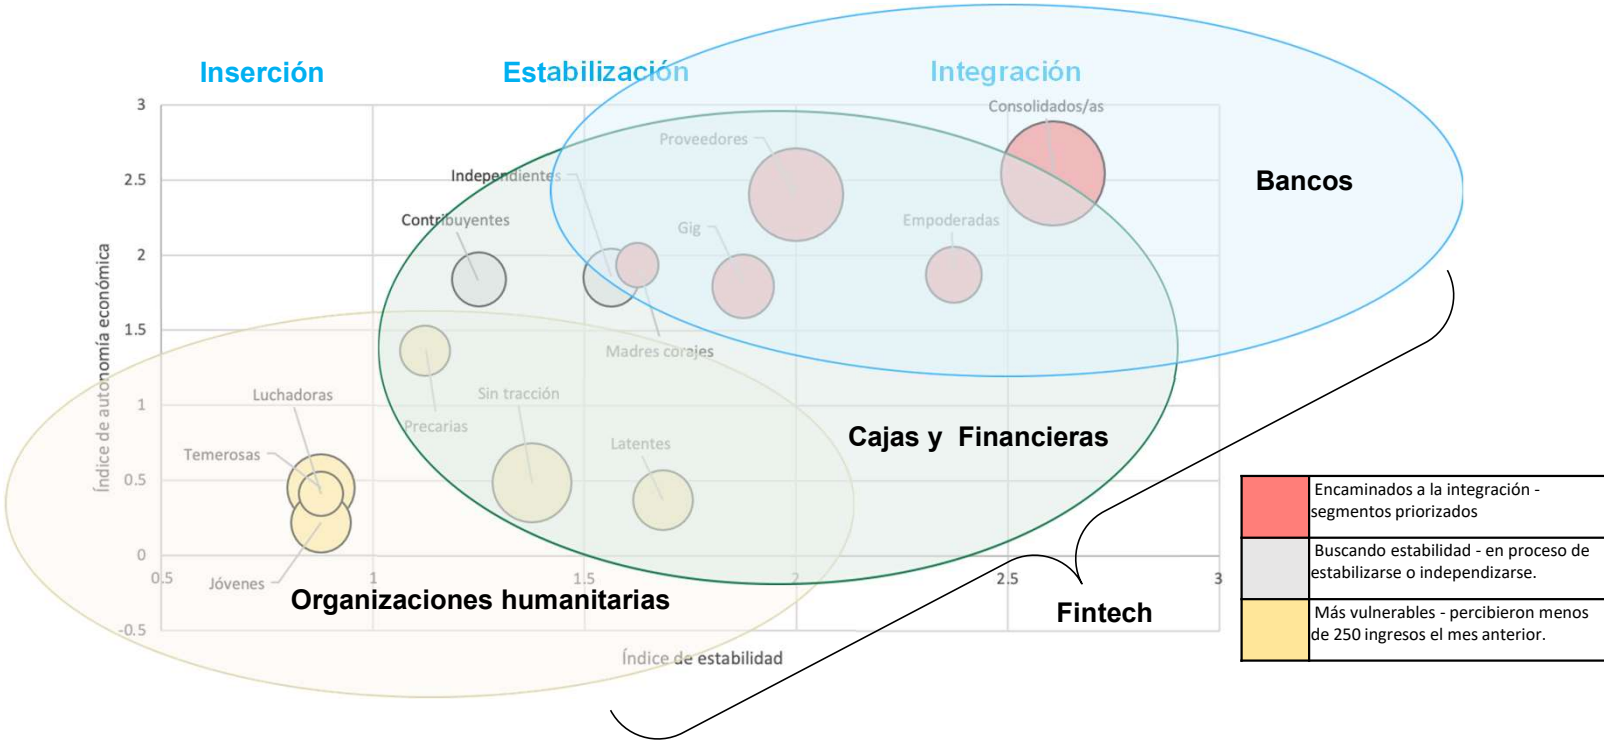 Inserción
Estabilización
Integración
Consolidados/as
3
Proveedores
2.5
Independientes
Bancos
Contribuyentes
Gig
Empoderadas
2
Índice de autonomía económica
1.5
Madres corajes
Luchadoras
Sin tracción
1
Precarias
Cajas y  Financieras
Latentes
Temerosas
0.5
Encaminados a la integración -
segmentos priorizados
Buscando estabilidad - en proceso de
estabilizarse o independizarse.
Más vulnerables - percibieron menos
de 250 ingresos el mes anterior.
0
0.5
1
1.5
2
2.5
3
Jóvenes
Organizaciones humanitarias
Fintech
-0.5
Índice de estabilidad